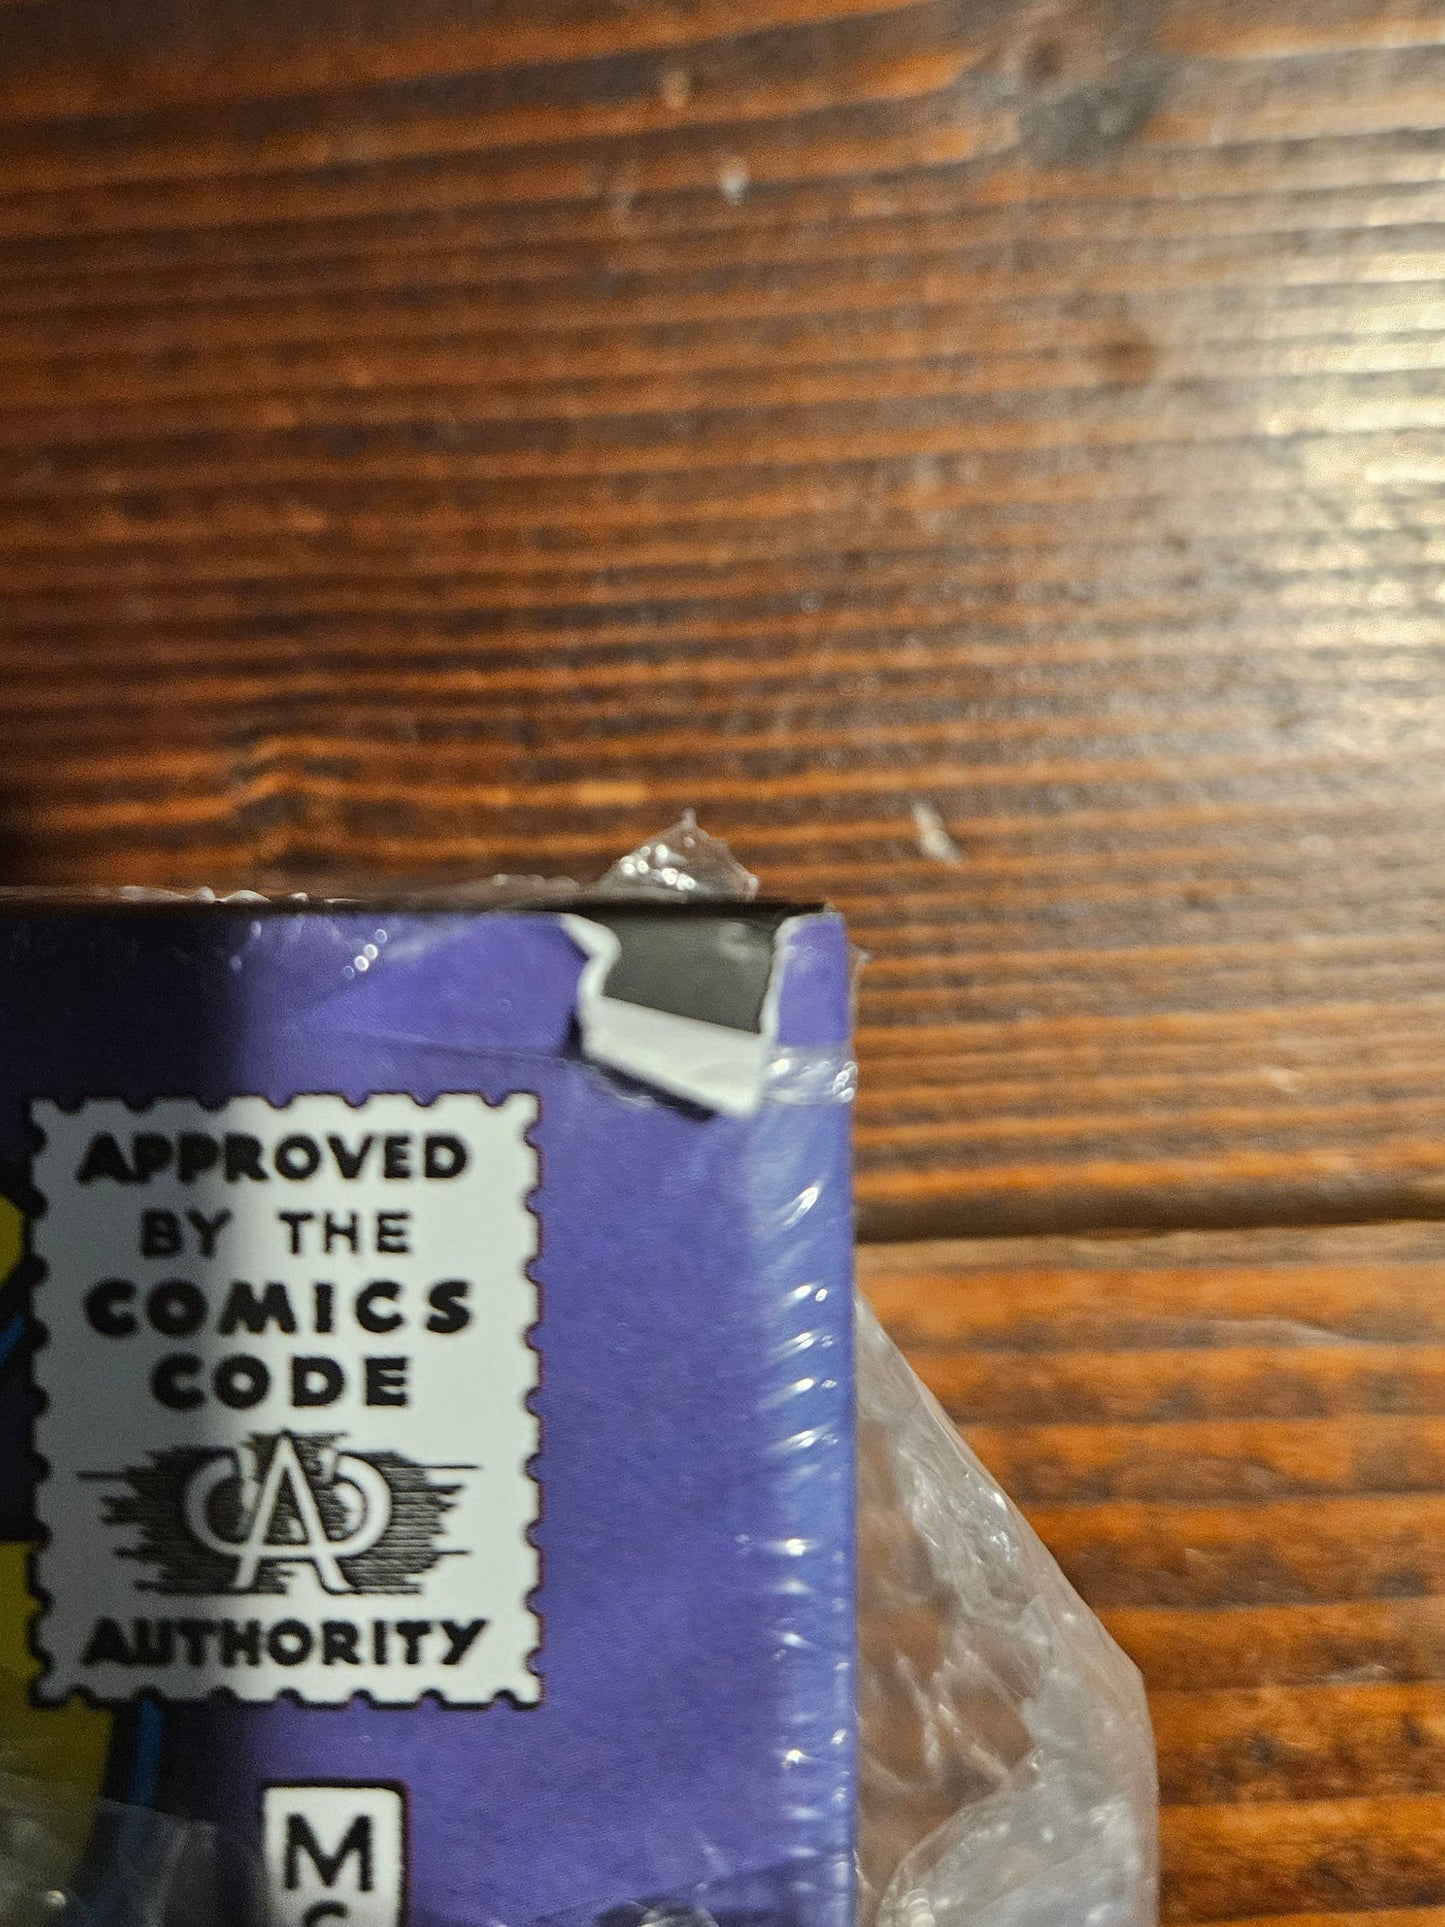 APPROVED
BY THE
COMICS
CODE
CA
AUTHORITY
M